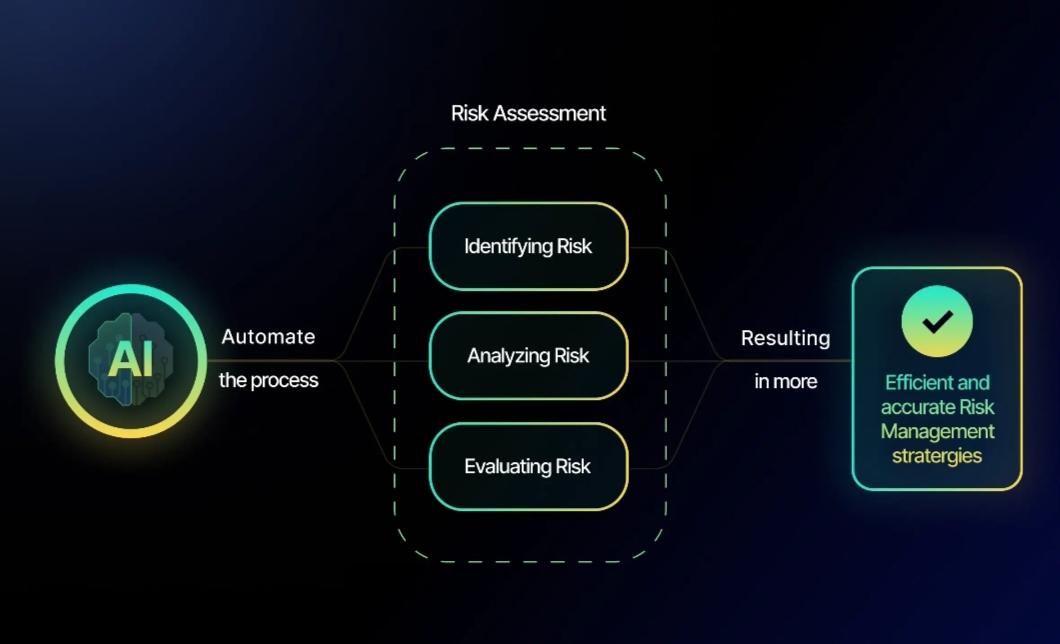 Risk Assessment
AI
Automate
the process
Identifying Risk
Analyzing Risk
Evaluating Risk
Resulting
in more
Efficient and
accurate Risk
Management
stratergies